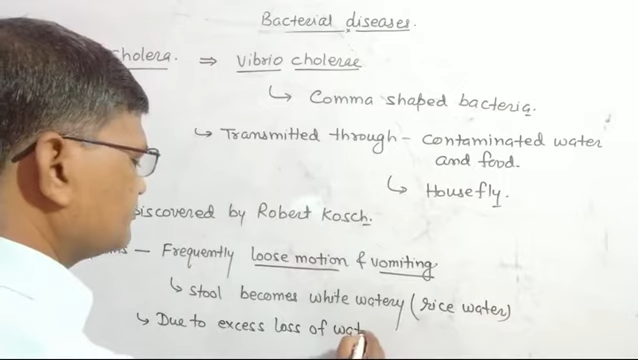 Bacterial diseases.
Cholera. ⇒ Vibrio cholerae
↳ Comma shaped bacteria.
↳ Transmitted through - contaminated water
and food.
↳ Housefly.
Discovered by Robert Kosch.
— Frequently loose motion & vomiting
↳ stool becomes white watery (rice water)
↳ Due to excess loss of wat